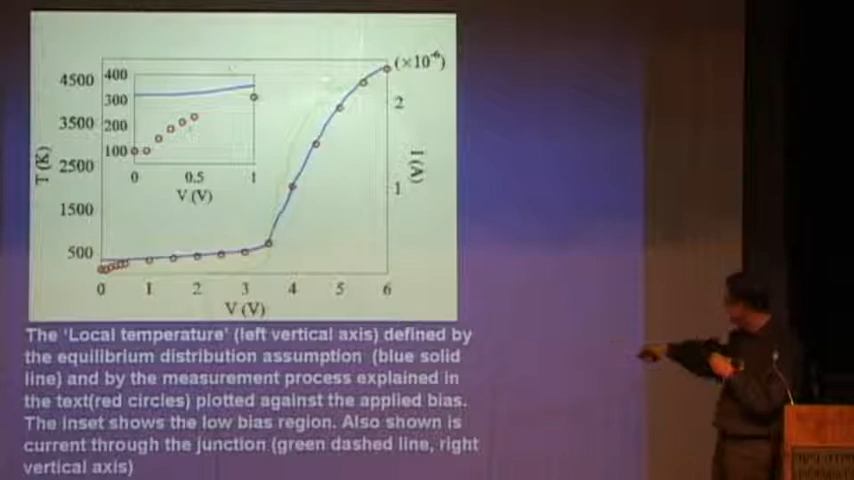 (×10⁻⁶)
4500
400
300
3500
200
2
T (K)
2500
100
I (A)
0 0.5 1
V (V)
1500
1
500
0 1 2 3 4 5 6
V (V)
The 'Local temperature' (left vertical axis) defined by
the equilibrium distribution assumption (blue solid
line) and by the measurement process explained in
the text(red circles) plotted against the applied bias.
The inset shows the low bias region. Also shown is
current through the junction (green dashed line, right
vertical axis)